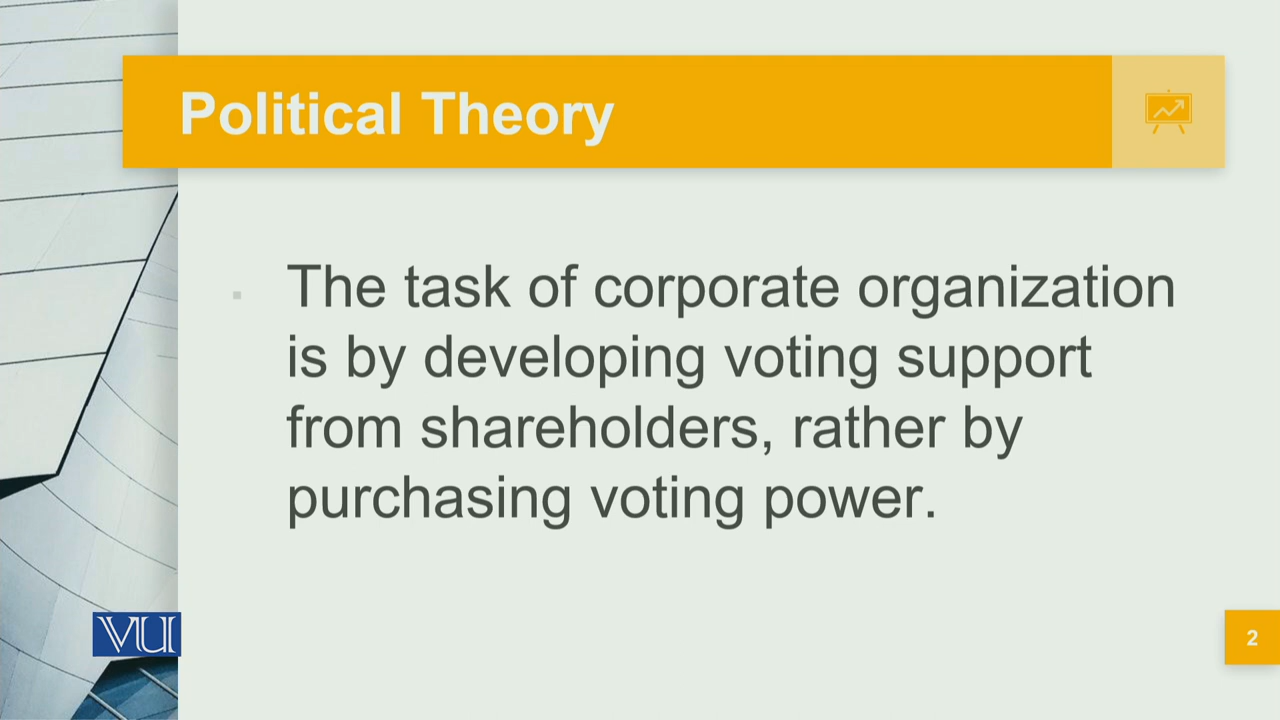 Political Theory
The task of corporate organization
is by developing voting support
from shareholders, rather by
purchasing voting power.
VU
2